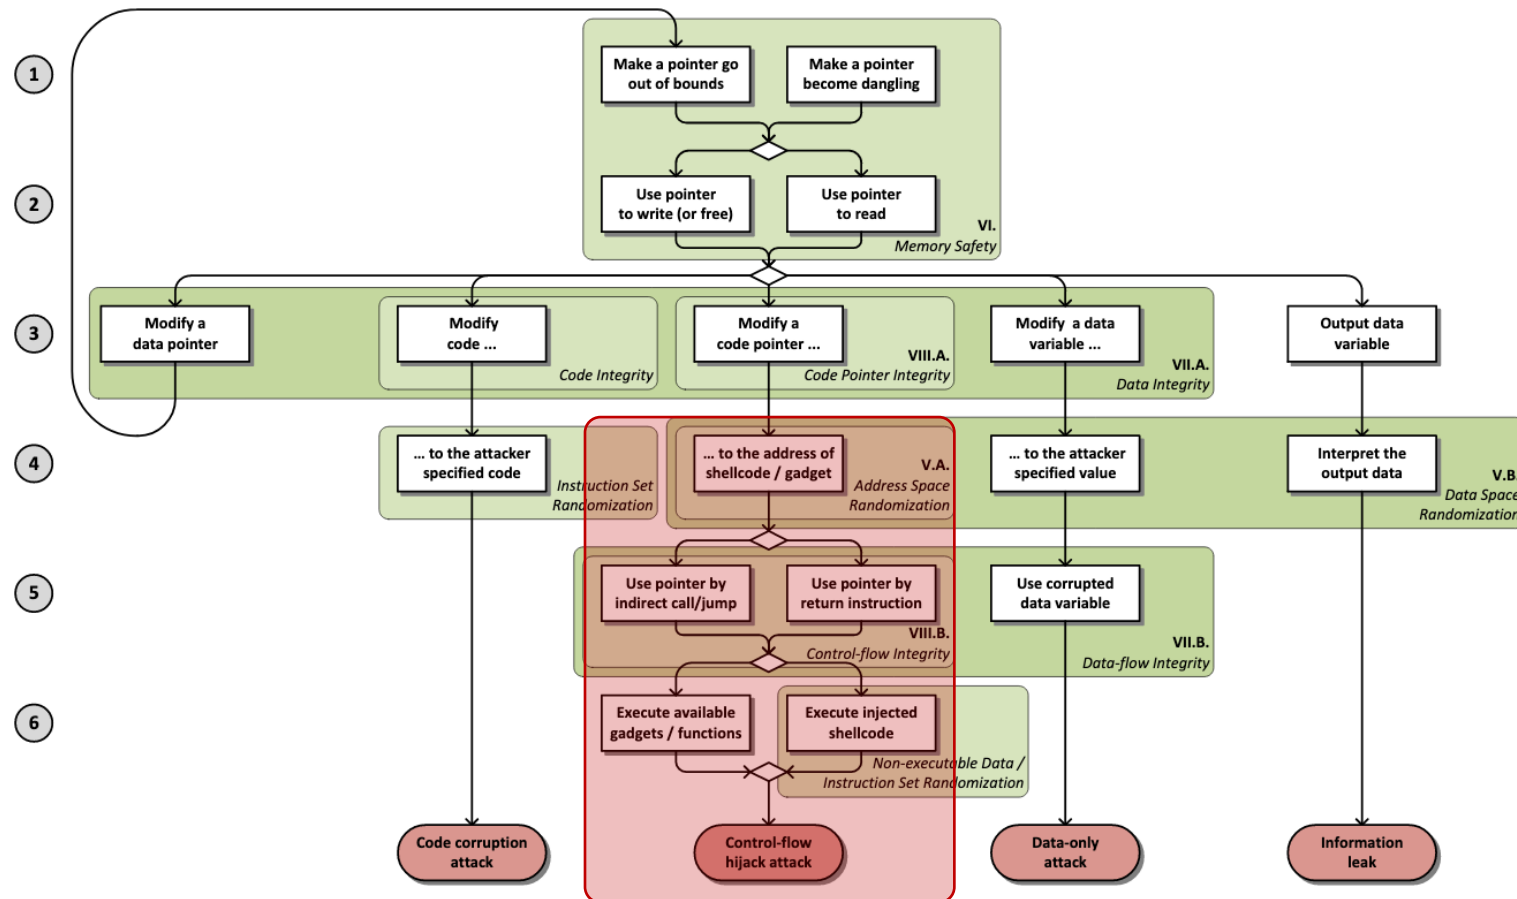 1
Make a pointer go
out of bounds
Make a pointer
become dangling
2
Use pointer
to write (or free)
Use pointer
to read
VI.
Memory Safety
3
Modify a
data pointer
Modify
code ...
Code Integrity
Modify a
code pointer ...
VIII.A.
Code Pointer Integrity
Modify a data
variable ...
VII.A.
Data Integrity
Output data
variable
4
... to the attacker
specified code
Instruction Set
Randomization
... to the address of
shellcode / gadget
V.A.
Address Space
Randomization
... to the attacker
specified value
Interpret the
output data
V.B.
Data Space
Randomization
5
Use pointer by
indirect call/jump
Use pointer by
return instruction
VIII.B.
Control-flow Integrity
Use corrupted
data variable
VII.B.
Data-flow Integrity
6
Execute available
gadgets / functions
Execute injected
shellcode
Non-executable Data /
Instruction Set Randomization
Code corruption
attack
Control-flow
hijack attack
Data-only
attack
Information
leak